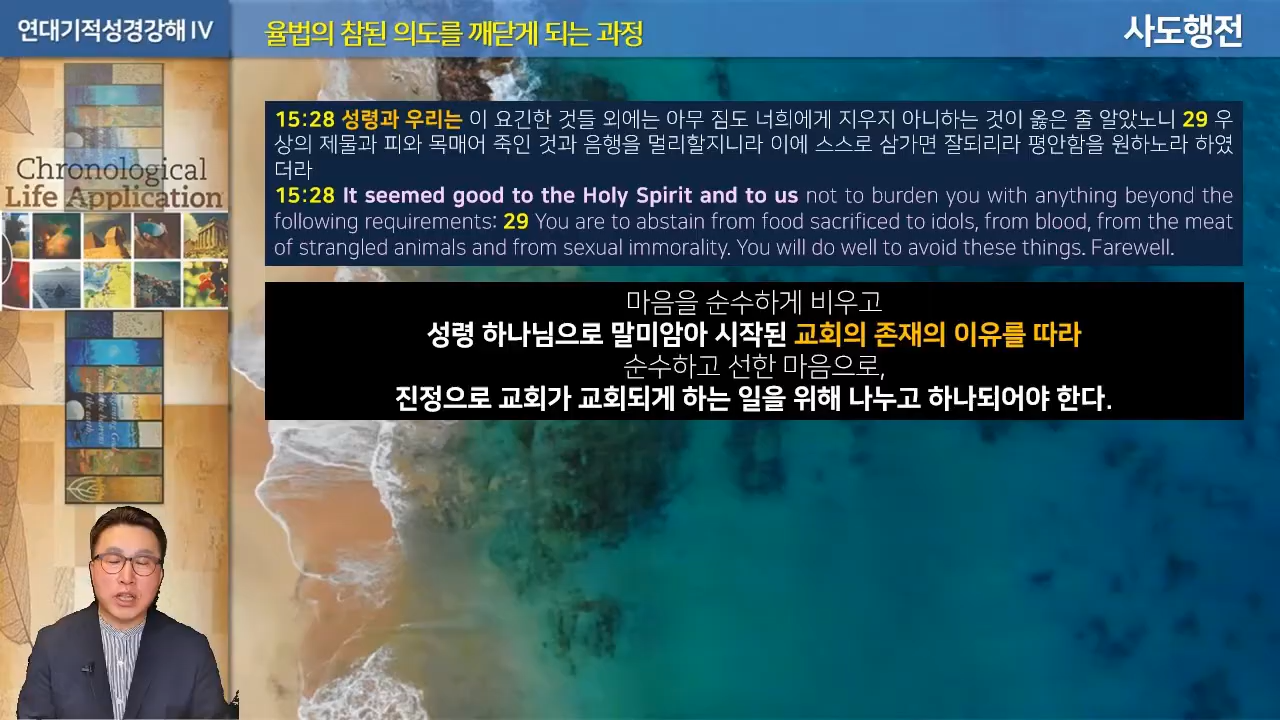 연대기적성경강해 IV
율법의 참된 의도를 깨닫게 되는 과정
사도행전
Chronological
Life Application
15:28 성령과 우리는 이 요긴한 것들 외에는 아무 짐도 너희에게 지우지 아니하는 것이 옳은 줄 알았노니 29 우
상의 제물과 피와 목매어 죽인 것과 음행을 멀리할지니라 이에 스스로 삼가면 잘되리라 평안함을 원하노라 하였
더라
15:28 It seemed good to the Holy Spirit and to us not to burden you with anything beyond the
following requirements: 29 You are to abstain from food sacrificed to idols, from blood, from the meat
of strangled animals and from sexual immorality. You will do well to avoid these things. Farewell.
마음을 순수하게 비우고
성령 하나님으로 말미암아 시작된 교회의 존재의 이유를 따라
순수하고 선한 마음으로,
진정으로 교회가 교회되게 하는 일을 위해 나누고 하나되어야 한다.